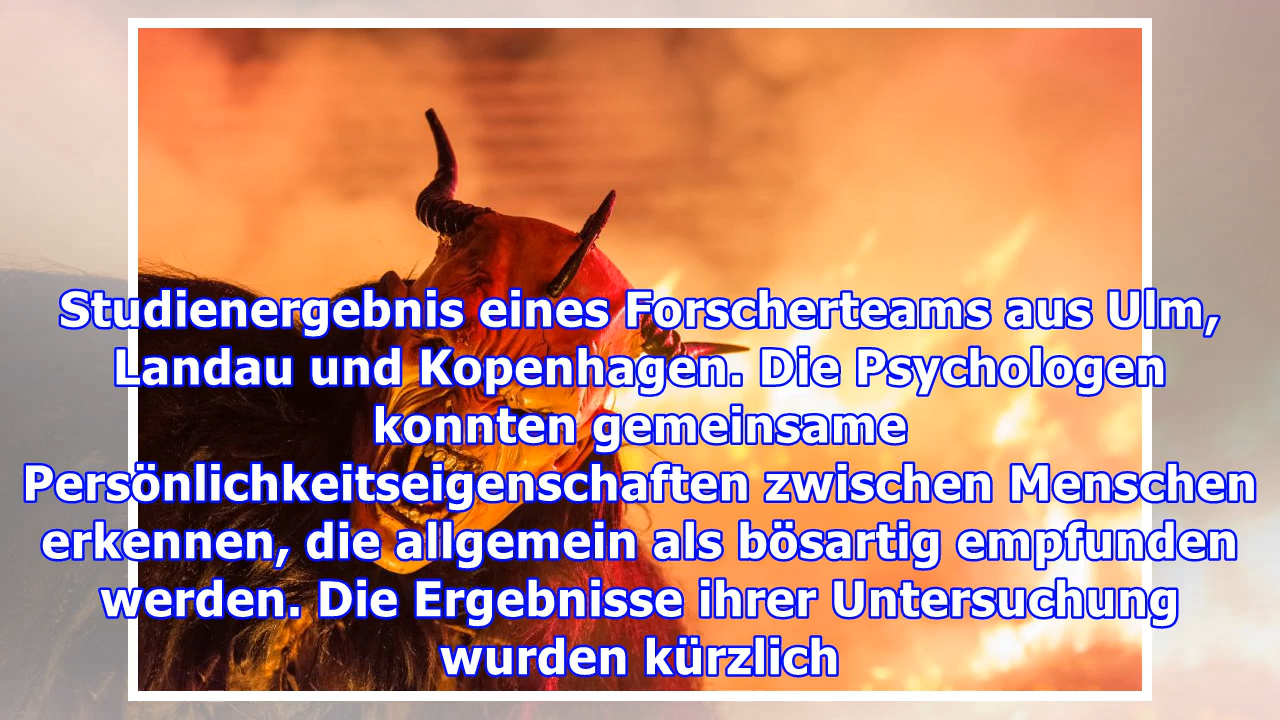 Studienergebnis eines Forscherteams aus Ulm,
Landau und Kopenhagen. Die Psychologen
konnten gemeinsame
Persönlichkeitseigenschaften zwischen Menschen
erkennen, die allgemein als bösartig empfunden
werden. Die Ergebnisse ihrer Untersuchung
wurden kürzlich